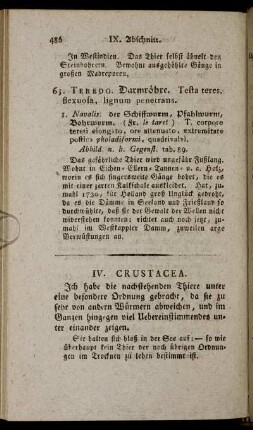 486 IX. Abschnitt.
In Westindien. Das Thier selbst ähnelt den
Steinbohrern. Bewohnt ausgehöhlte Gänge in
großen Madreporen.
63. TEREDO. Darmröhre. Testa teres,
flexuosa, lignum penetrans.
1. Navalis. der Schiffwurm, Pfahlwurm,
Bohrwurm. (Fr. le taret) T. corpore
tereti elongato, ore attenuato, extremitate
postica pholadiformi, quadrivalvi.
Abbild. n. h. Gegenst. tab. 89.
Das gefährliche Thier wird ungefähr Fußlang.
Wohnt in Eichen- Ellern- Tannen- u. a. Holz,
worin es sich fingersweite Gänge bohrt, die es
mit einer zarten Kalkschale auskleidet. Hat, zu-
mahl 1730, für Holland groß Unglück gedroht,
da es die Dämme in Seeland und Friesland so
durchwühlte, daß sie der Gewalt der Wellen nicht
widerstehen konnten: richtet auch noch jetzt, zu-
mahl im Westkappler Damm, zuweilen arge
Verwüstungen an.
IV. CRUSTACEA.
Ich habe die nachstehenden Thiere unter
eine besondere Ordnung gebracht, da sie zu
sehr von andern Würmern abweichen, und im
Ganzen hingegen viel Uebereinstimmendes un-
ter einander zeigen.
Sie halten sich bloß in der See auf: — so wie
überhaupt kein Thier der noch übrigen Ordnun-
gen im Trocknen zu leben bestimmt ist.